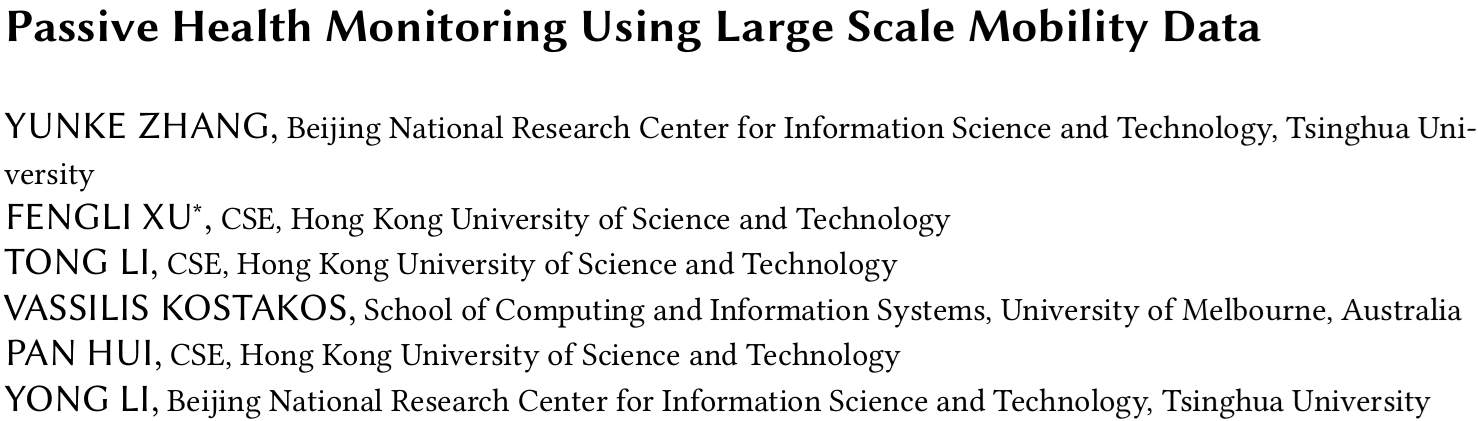 Passive Health Monitoring Using Large Scale Mobility Data
YUNKE ZHANG, Beijing National Research Center for Information Science and Technology, Tsinghua Uni-
versity
FENGLI XU*, CSE, Hong Kong University of Science and Technology
TONG LI, CSE, Hong Kong University of Science and Technology
VASSILIS KOSTAKOS, School of Computing and Information Systems, University of Melbourne, Australia
PAN HUI, CSE, Hong Kong University of Science and Technology
YONG LI, Beijing National Research Center for Information Science and Technology, Tsinghua University